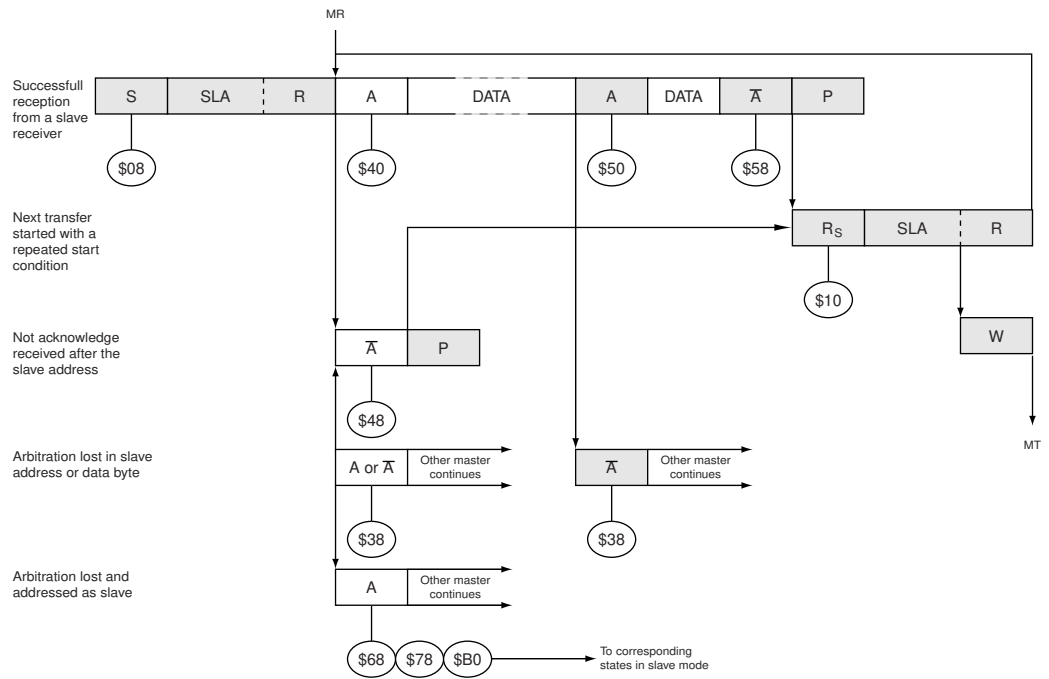 MR
Successfull
reception
from a slave
receiver
S SLA R A DATA A DATA A̅ P
$08 $40 $50 $58
Next transfer
started with a
repeated start
condition
RS SLA R
$10
Not acknowledge
received after the
slave address
A̅ P
W
$48
MT
Arbitration lost in slave
address or data byte
A or A̅
Other master
continues
A̅
Other master
continues
$38 $38
Arbitration lost and
addressed as slave
A
Other master
continues
$68 $78 $B0
To corresponding
states in slave mode